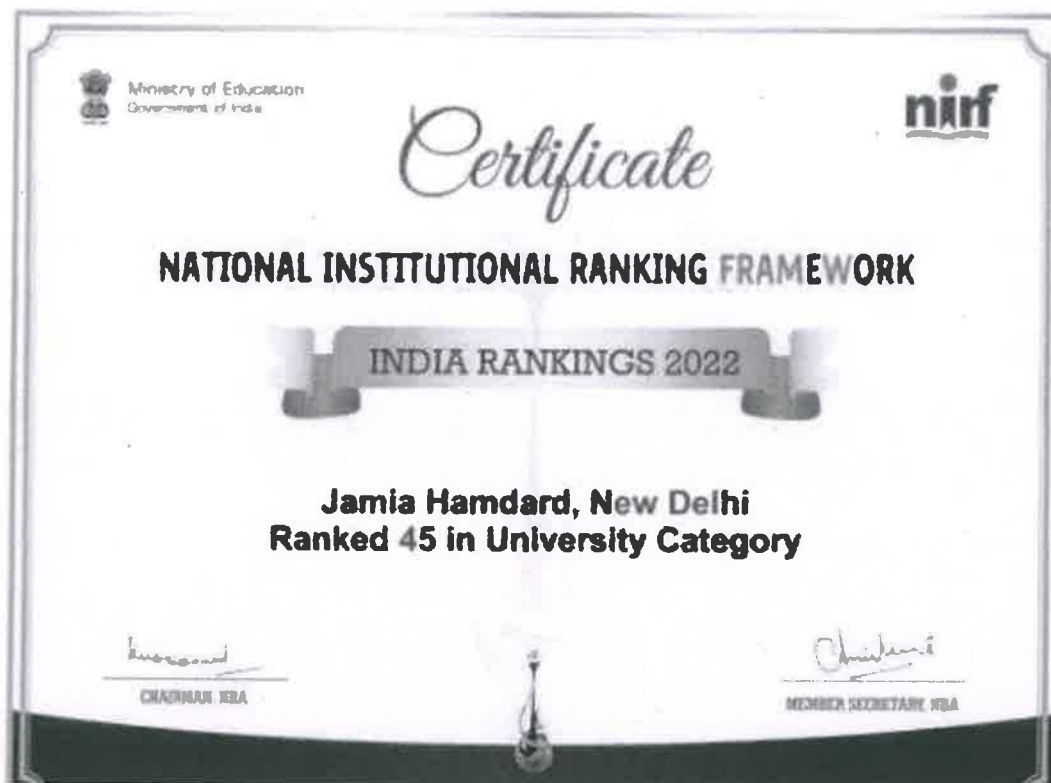 Ministry of Education
Government of India
nirf
Certificate
NATIONAL INSTITUTIONAL RANKING FRAMEWORK
INDIA RANKINGS 2022
Jamia Hamdard, New Delhi
Ranked 45 in University Category
CHAIRMAN NBA
MEMBER SECRETARY, NBA